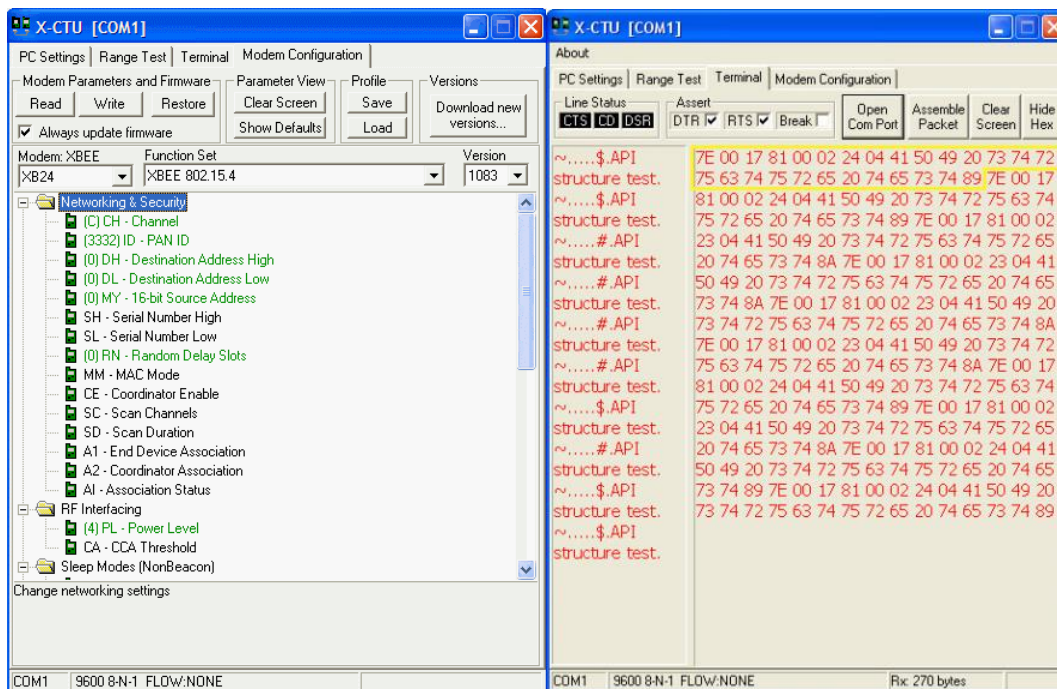 X-CTU [COM1]
PC Settings Range Test Terminal Modem Configuration
Modem Parameters and Firmware Parameter View Profile Versions
Read Write Restore Clear Screen Save Download new versions...
Always update firmware Show Defaults Load
Modem: XBEE Function Set Version
XB24 XBEE 802.15.4 1083
Networking & Security
(C) CH - Channel
(3332) ID - PAN ID
(0) DH - Destination Address High
(0) DL - Destination Address Low
(0) MY - 16-bit Source Address
SH - Serial Number High
SL - Serial Number Low
(0) RN - Random Delay Slots
MM - MAC Mode
CE - Coordinator Enable
SC - Scan Channels
SD - Scan Duration
A1 - End Device Association
A2 - Coordinator Association
AI - Association Status
RF Interfacing
(4) PL - Power Level
CA - CCA Threshold
Sleep Modes (NonBeacon)
Change networking settings
COM1 9600 8-N-1 FLOW:NONE
X-CTU [COM1]
About
PC Settings Range Test Terminal Modem Configuration
Line Status Assert
CTS CD DSR DTR RTS Break
Open Com Port
Assemble Packet
Clear Screen
Hide Hex
~.....$.API 7E 00 17 81 00 02 24 04 41 50 49 20 73 74 72
structure test. 75 63 74 75 72 65 20 74 65 73 74 89 7E 00 17
~.....$.API 81 00 02 24 04 41 50 49 20 73 74 72 75 63 74
structure test. 75 72 65 20 74 65 73 74 89 7E 00 17 81 00 02
~.....#.API 23 04 41 50 49 20 73 74 72 75 63 74 75 72 65
structure test. 20 74 65 73 74 8A 7E 00 17 81 00 02 23 04 41
~.....#.API 50 49 20 73 74 72 75 63 74 75 72 65 20 74 65
structure test. 73 74 8A 7E 00 17 81 00 02 23 04 41 50 49 20
~.....#.API 73 74 72 75 63 74 75 72 65 20 74 65 73 74 8A
structure test. 7E 00 17 81 00 02 23 04 41 50 49 20 73 74 72
~.....#.API 75 63 74 75 72 65 20 74 65 73 74 8A 7E 00 17
structure test. 81 00 02 24 04 41 50 49 20 73 74 72 75 63 74
~.....$.API 75 72 65 20 74 65 73 74 89 7E 00 17 81 00 02
structure test. 23 04 41 50 49 20 73 74 72 75 63 74 75 72 65
~.....#.API 20 74 65 73 74 8A 7E 00 17 81 00 02 24 04 41
structure test. 50 49 20 73 74 72 75 63 74 75 72 65 20 74 65
~.....$.API 73 74 89 7E 00 17 81 00 02 24 04 41 50 49 20
structure test. 73 74 72 75 63 74 75 72 65 20 74 65 73 74 89
~.....$.API
structure test.
COM1 9600 8-N-1 FLOW:NONE Rx: 270 bytes